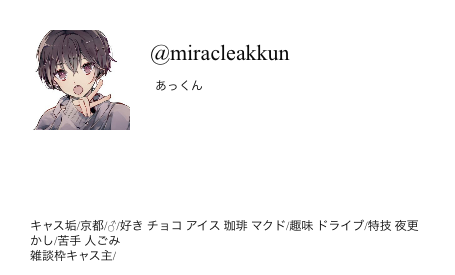 @miracleakkun
あっくん
キャス垢/京都/♂/好き チョコ アイス 珈琲 マクド/趣味 ドライブ/特技 夜更
かし/苦手 人ごみ
雑談枠キャス主/